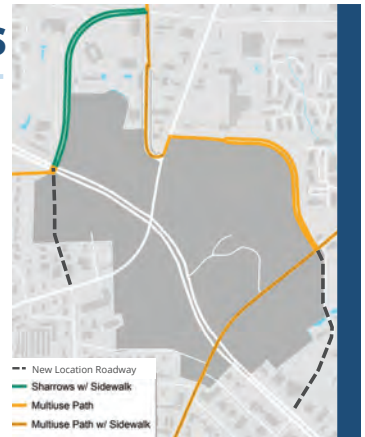 S
New Location Roadway
Sharrows w/ Sidewalk
Multiuse Path
Multiuse Path w/ Sidewalk